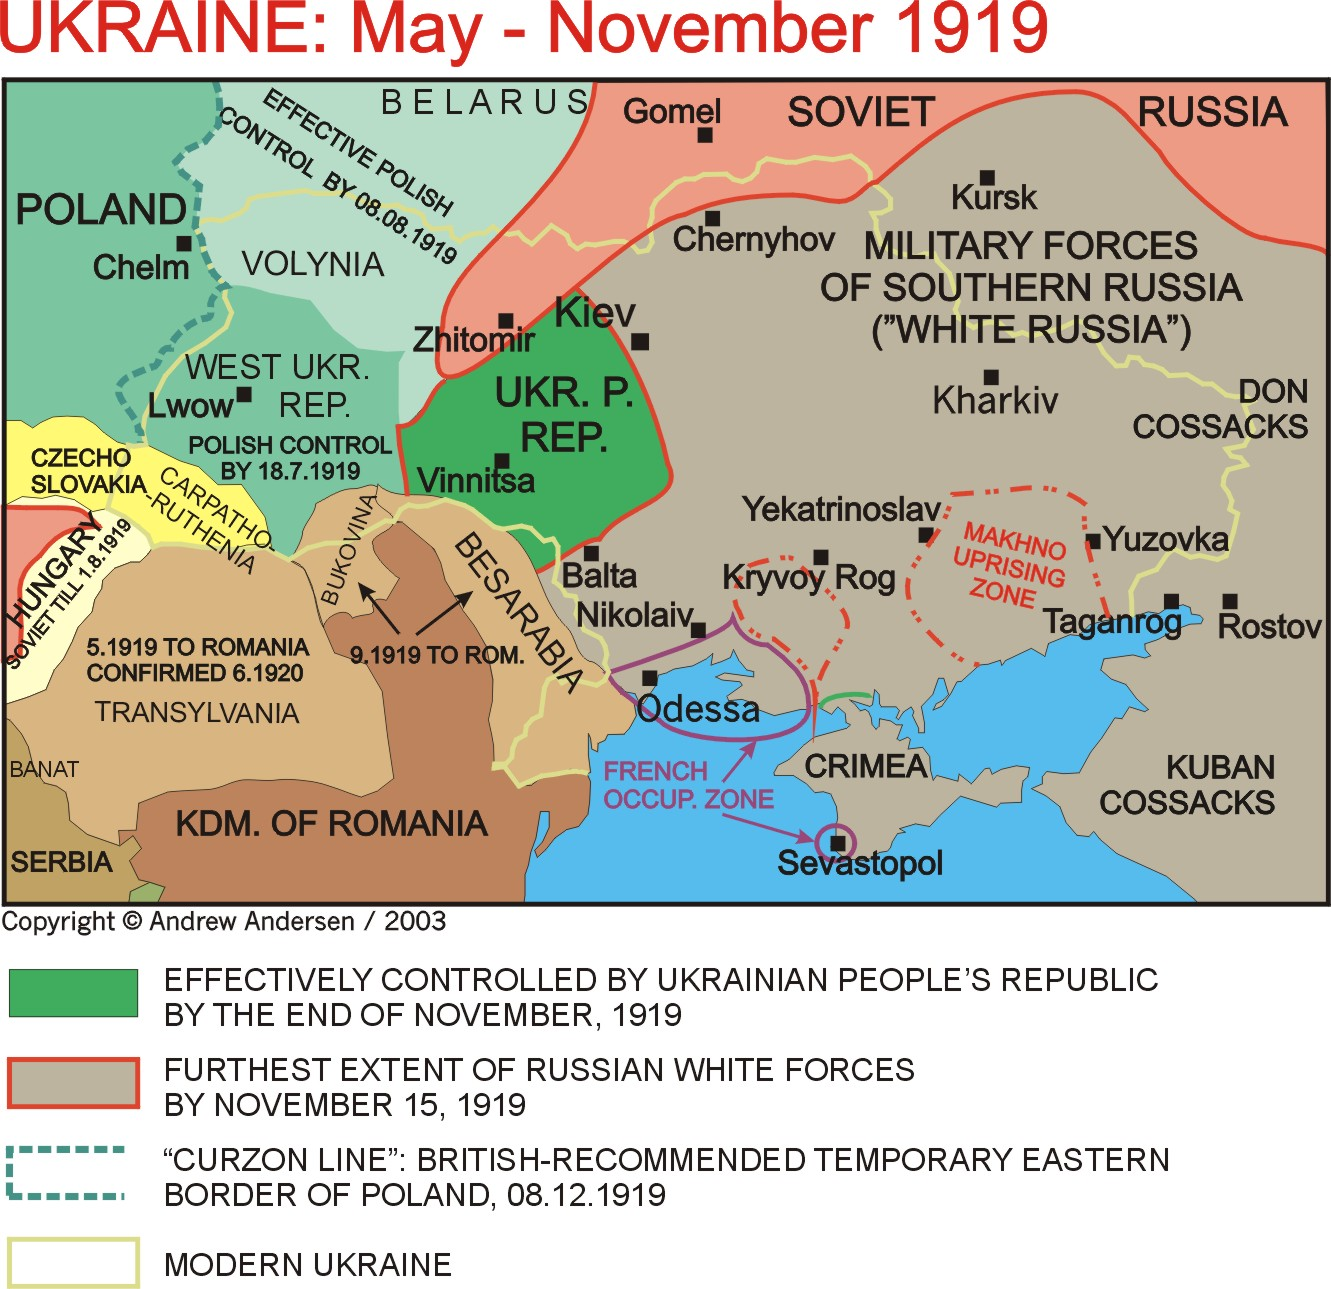 UKRAINE: May - November 1919
BELARUS
EFFECTIVE POLISH
CONTROL BY 08.08.1919
Gomel
SOVIET
RUSSIA
POLAND
Chelm
VOLYNIA
Kursk
Chernyhov
MILITARY FORCES
OF SOUTHERN RUSSIA
("WHITE RUSSIA")
Zhitomir
Kiev
WEST UKR.
REP.
Lwow
UKR. P.
REP.
Kharkiv
DON
COSSACKS
POLISH CONTROL
BY 18.7.1919
Vinnitsa
CZECHO
SLOVAKIA
CARPATHO-
-RUTHENIA
HUNGARY
SOVIET TILL 1.8.1919
BUKOVINA
BESARABIA
Yekatrinoslav
MAKHNO
UPRISING
ZONE
Yuzovka
Balta
Kryvoy Rog
Nikolaiv
Taganrog
Rostov
5.1919 TO ROMANIA
CONFIRMED 6.1920
9.1919 TO ROM.
TRANSYLVANIA
Odessa
BANAT
FRENCH
OCCUP. ZONE
CRIMEA
KUBAN
COSSACKS
KDM. OF ROMANIA
SERBIA
Sevastopol
Copyright © Andrew Andersen / 2003
EFFECTIVELY CONTROLLED BY UKRAINIAN PEOPLE'S REPUBLIC
BY THE END OF NOVEMBER, 1919
FURTHEST EXTENT OF RUSSIAN WHITE FORCES
BY NOVEMBER 15, 1919
“CURZON LINE”: BRITISH-RECOMMENDED TEMPORARY EASTERN
BORDER OF POLAND, 08.12.1919
MODERN UKRAINE